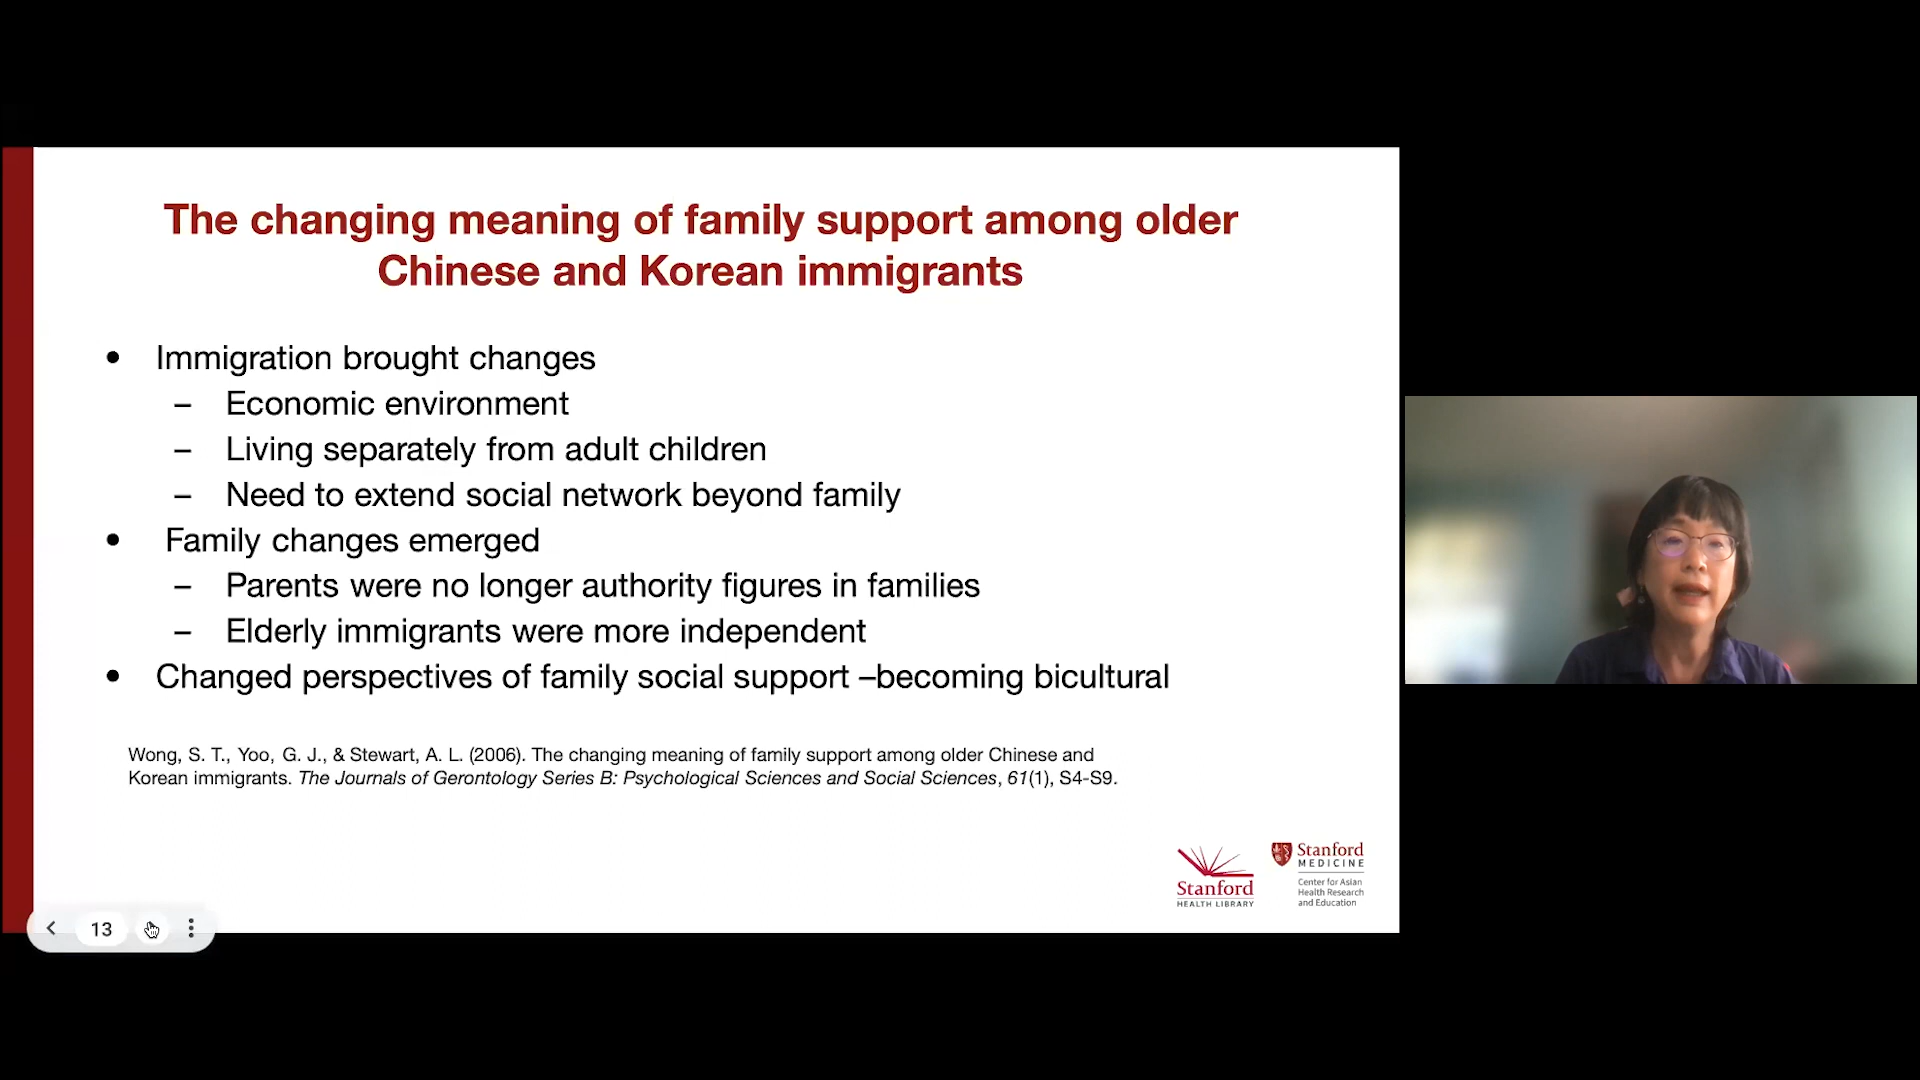 The changing meaning of family support among older
Chinese and Korean immigrants
• Immigration brought changes
– Economic environment
– Living separately from adult children
– Need to extend social network beyond family
• Family changes emerged
– Parents were no longer authority figures in families
– Elderly immigrants were more independent
• Changed perspectives of family social support –becoming bicultural
Wong, S. T., Yoo, G. J., & Stewart, A. L. (2006). The changing meaning of family support among older Chinese and
Korean immigrants. The Journals of Gerontology Series B: Psychological Sciences and Social Sciences, 61(1), S4-S9.
Stanford
HEALTH LIBRARY
Stanford
MEDICINE
Center for Asian
Health Research
and Education
13